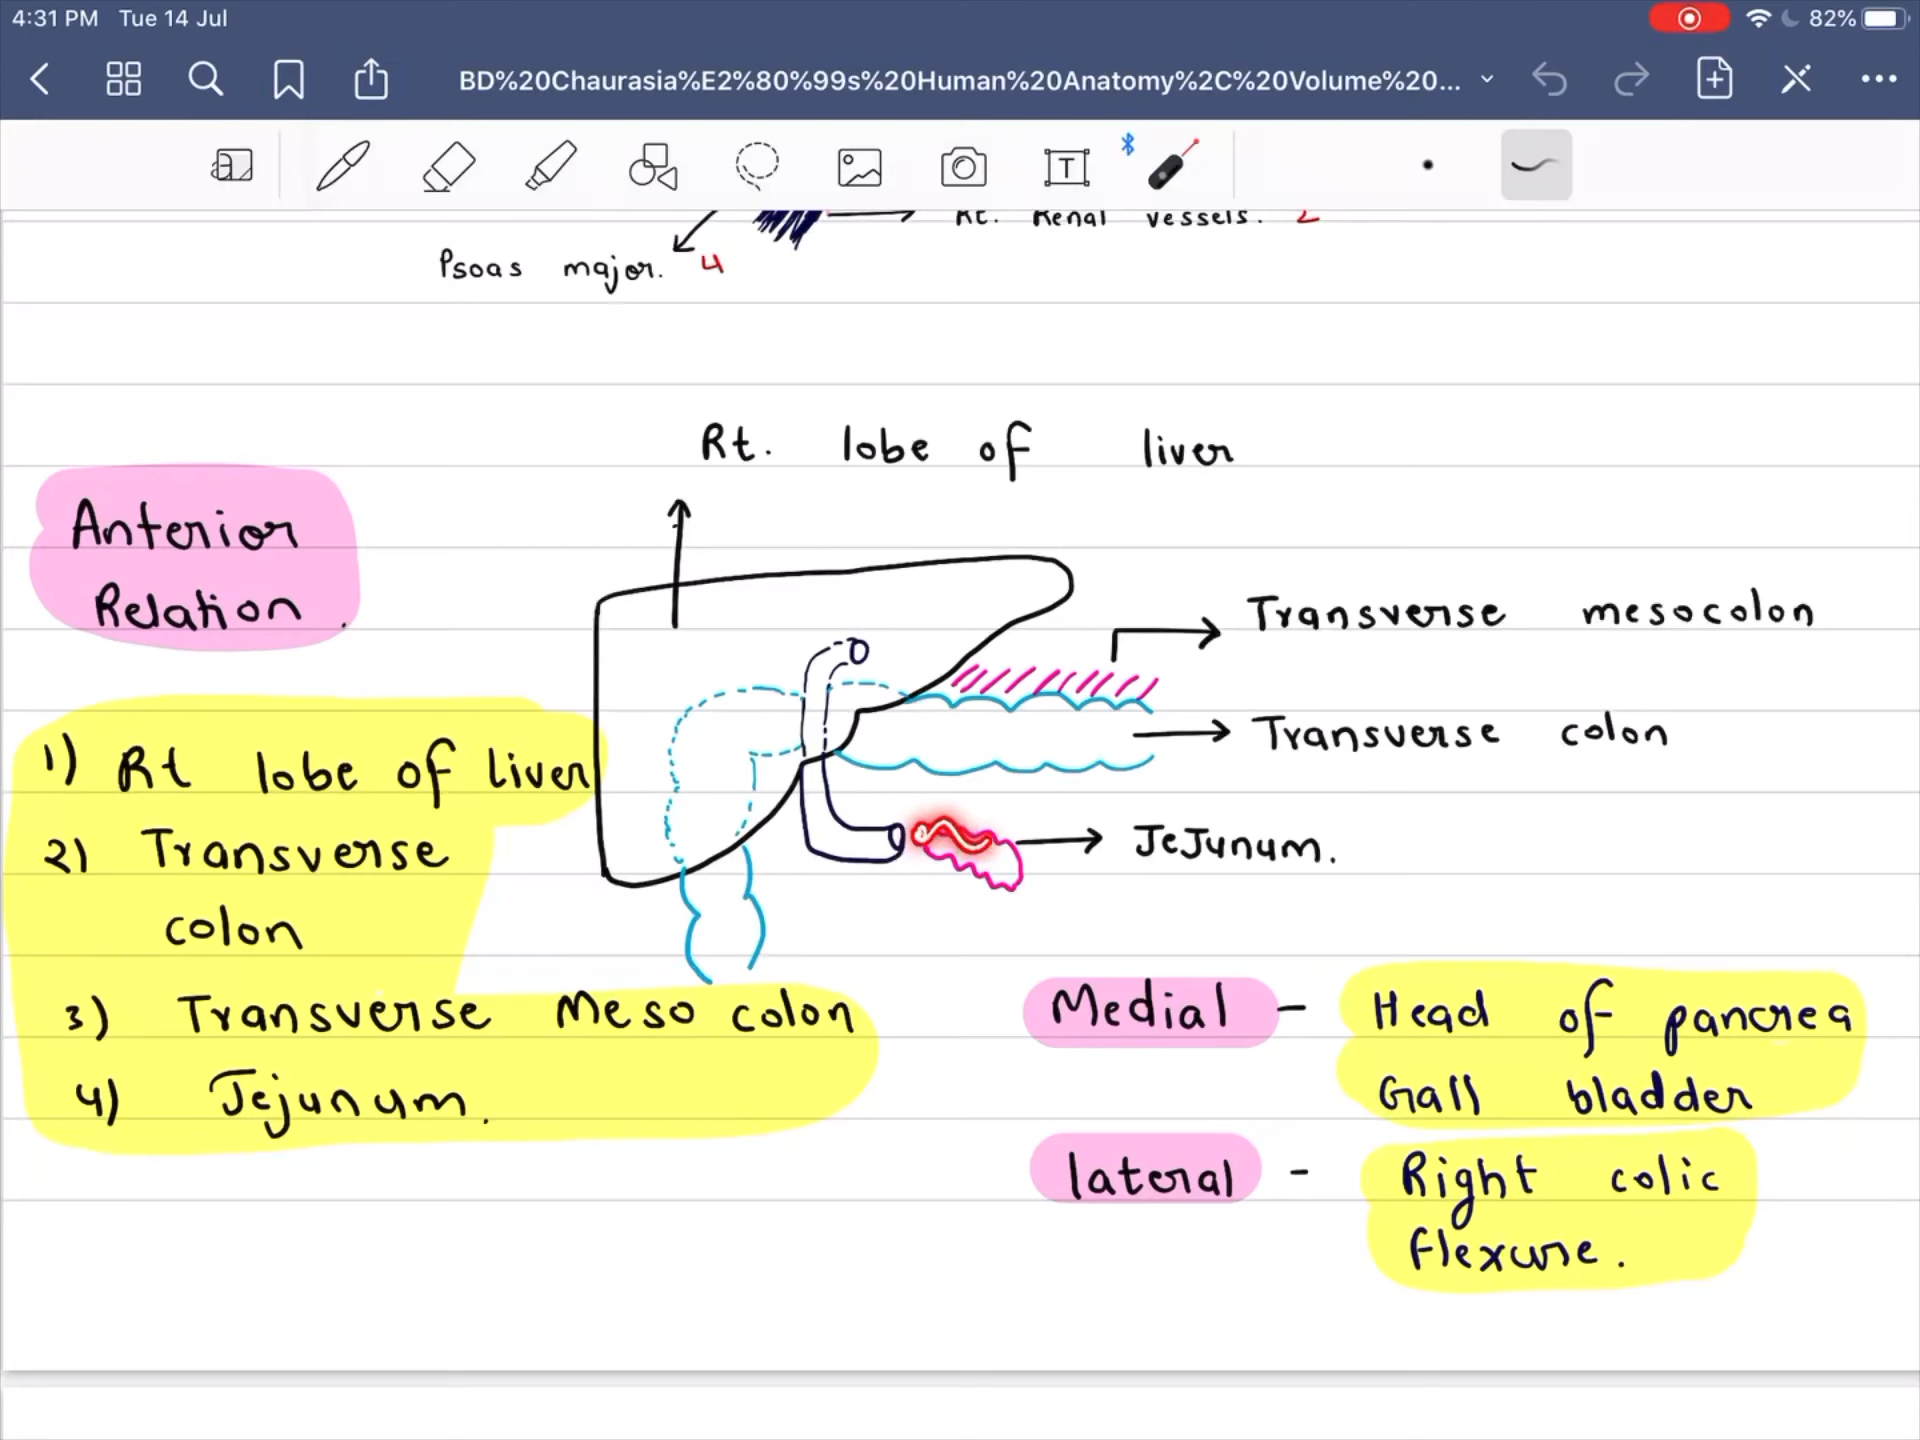 4:31 PM Tue 14 Jul
82%
BD%20Chaurasia%E2%80%99s%20Human%20Anatomy%2C%20Volume%20...
Rt. Renal vessels. 2
Psoas major. 4
Rt. lobe of liver
Anterior
Relation.
Transverse mesocolon
Transverse colon
JeJunum.
1) Rt lobe of liver
2) Transverse
colon
3) Transverse Meso colon
4) Jejunum.
Medial - Head of pancrea
Gall bladder
lateral - Right colic
flexure.